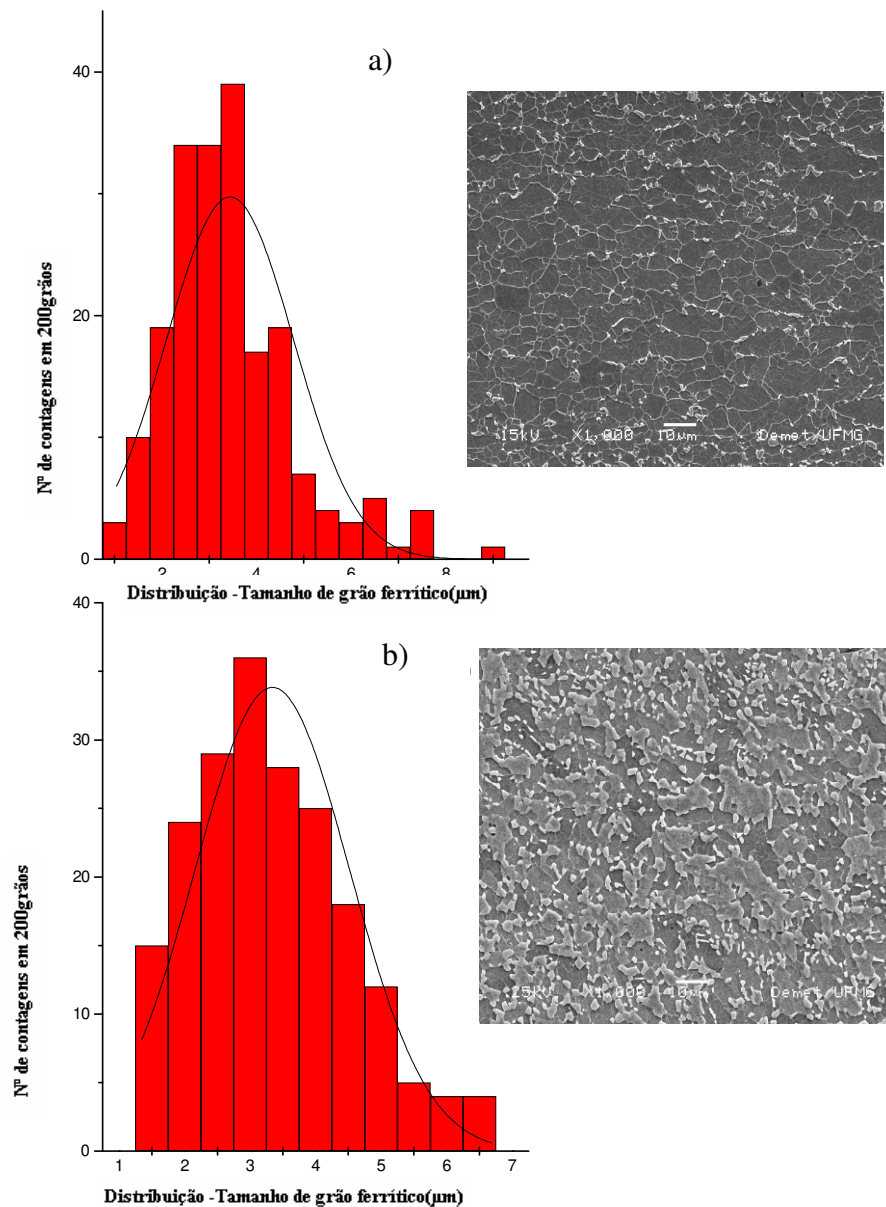 a)
40
20
0
2
4
6
8
Nº de contagens em 200grãos
Distribuição -Tamanho de grão ferrítico(µm)
15kV X1,000 10µm Demet/UFMG
b)
40
30
20
10
0
1 2 3 4 5 6 7
Nº de contagens em 200grãos
Distribuição -Tamanho de grão ferrítico(µm)
15kV X1,000 10µm Demet/UFMG